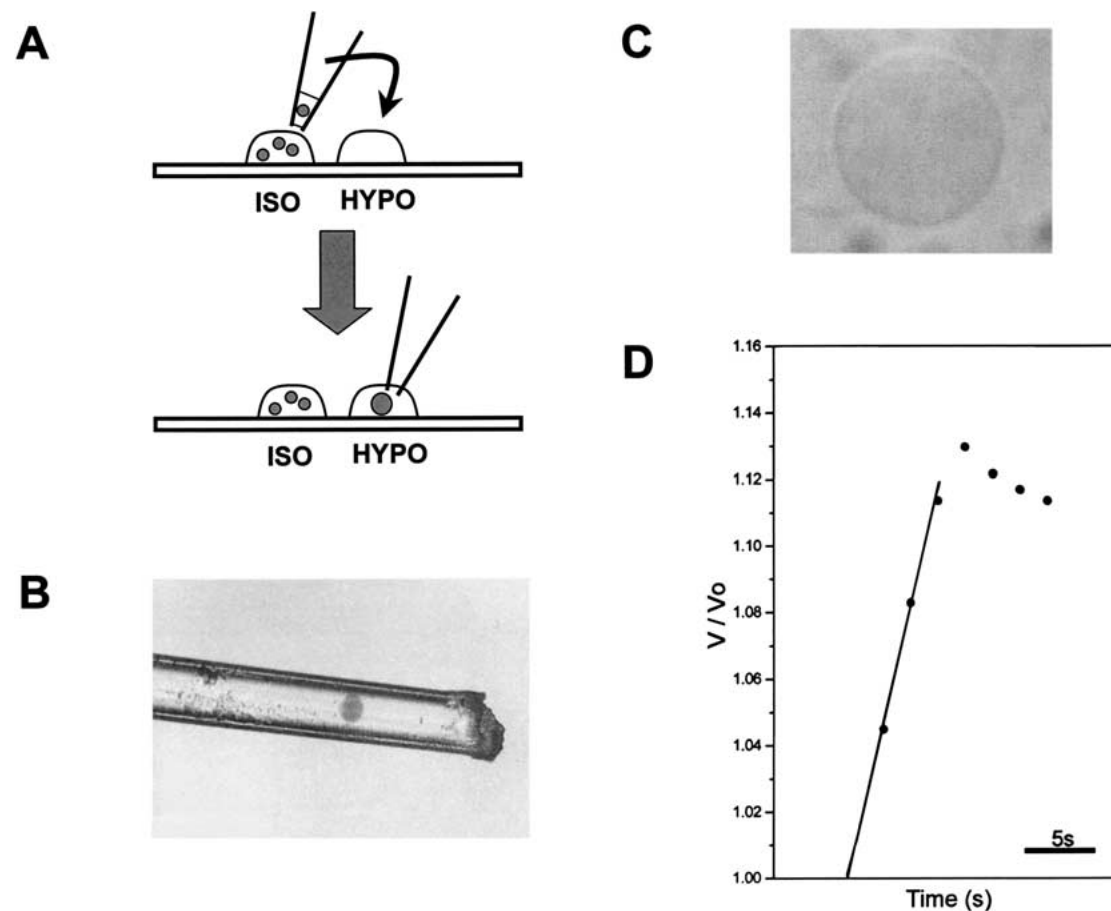 A
ISO HYPO
ISO HYPO
B
C
D
1.16
1.14
1.12
1.10
1.08
1.06
1.04
1.02
1.00
V / Vo
5s
Time (s)